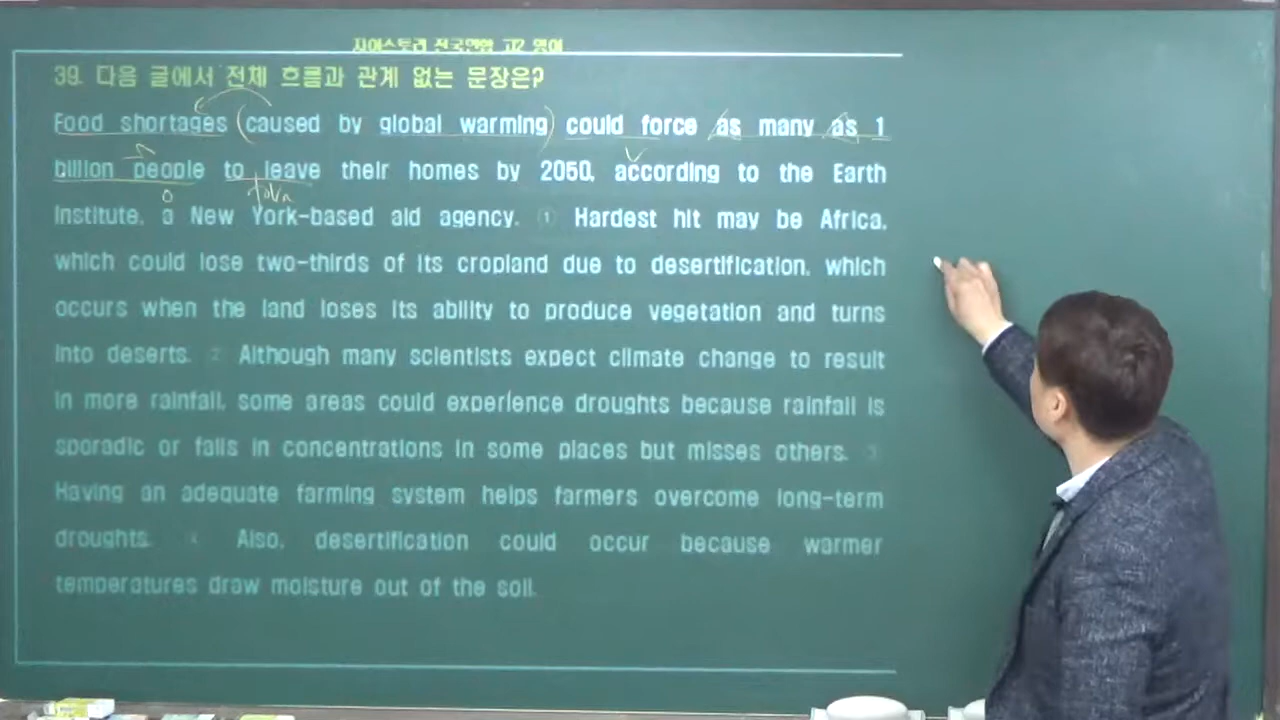 자이스토리 전국연합 고2 영어
39. 다음 글에서 전체 흐름과 관계 없는 문장은?
Food shortages (caused by global warming) could force as many as 1
billion people to leave their homes by 2050, according to the Earth
O to Vn
Institute, a New York-based aid agency. ① Hardest hit may be Africa,
which could lose two-thirds of its cropland due to desertification, which
occurs when the land loses its ability to produce vegetation and turns
into deserts. ② Although many scientists expect climate change to result
in more rainfall, some areas could experience droughts because rainfall is
sporadic or falls in concentrations in some places but misses others. ③
Having an adequate farming system helps farmers overcome long-term
droughts. ④ Also, desertification could occur because warmer
temperatures draw moisture out of the soil.